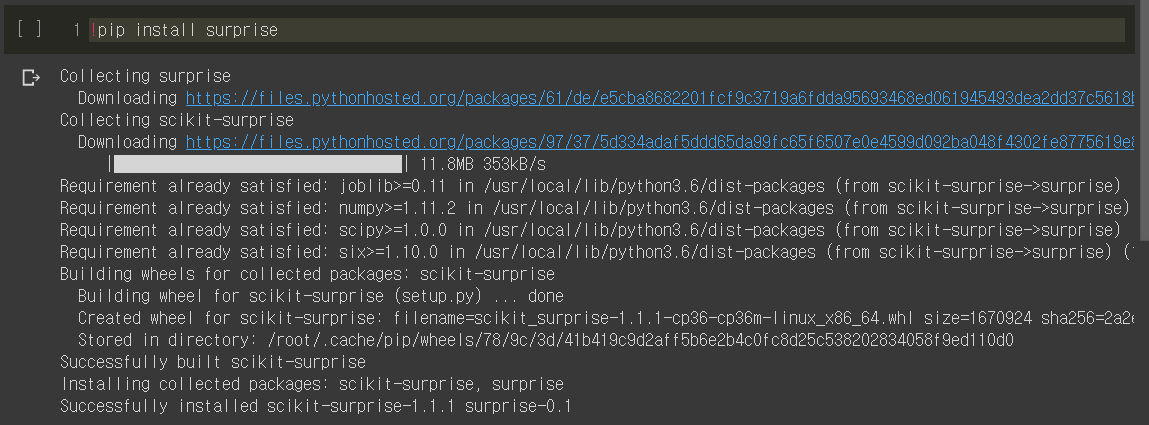 [ ] 1 !pip install surprise
Collecting surprise
Downloading https://files.pythonhosted.org/packages/61/de/e5cba8682201fcf9c3719a6fdda95693468ed061945493dea2dd37c5618b
Collecting scikit-surprise
Downloading https://files.pythonhosted.org/packages/97/37/5d334adaf5ddd65da99fc65f6507e0e4599d092ba048f4302fe8775619e8
|| 11.8MB 353kB/s
Requirement already satisfied: joblib>=0.11 in /usr/local/lib/python3.6/dist-packages (from scikit-surprise->surprise)
Requirement already satisfied: numpy>=1.11.2 in /usr/local/lib/python3.6/dist-packages (from scikit-surprise->surprise)
Requirement already satisfied: scipy>=1.0.0 in /usr/local/lib/python3.6/dist-packages (from scikit-surprise->surprise)
Requirement already satisfied: six>=1.10.0 in /usr/local/lib/python3.6/dist-packages (from scikit-surprise->surprise) (
Building wheels for collected packages: scikit-surprise
Building wheel for scikit-surprise (setup.py) ... done
Created wheel for scikit-surprise: filename=scikit_surprise-1.1.1-cp36-cp36m-linux_x86_64.whl size=1670924 sha256=2a2e
Stored in directory: /root/.cache/pip/wheels/78/9c/3d/41b419c9d2aff5b6e2b4c0fc8d25c538202834058f9ed110d0
Successfully built scikit-surprise
Installing collected packages: scikit-surprise, surprise
Successfully installed scikit-surprise-1.1.1 surprise-0.1